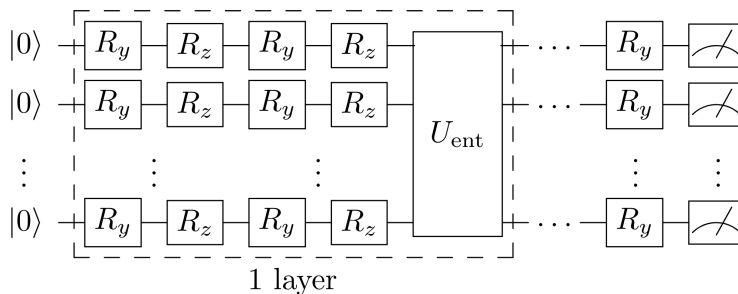 |0⟩ R_y R_z R_y R_z ⋯ R_y
|0⟩ R_y R_z R_y R_z U_ent ⋯ R_y
⋮ ⋮ ⋮ ⋮ ⋮
|0⟩ R_y R_z R_y R_z ⋯ R_y
1 layer